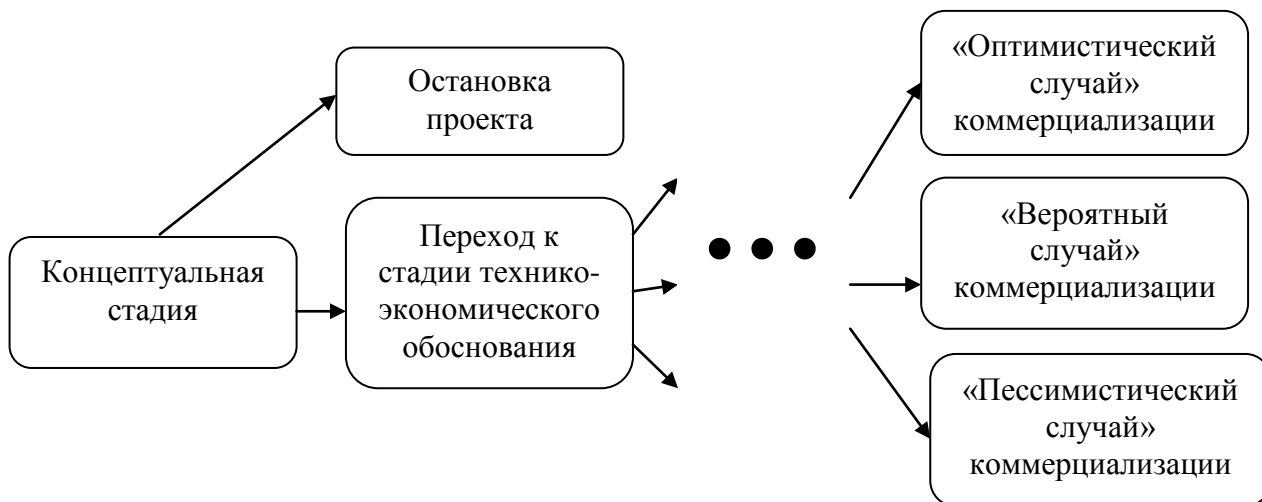 Остановка
проекта
Концептуальная
стадия
Переход к
стадии технико-
экономического
обоснования
«Оптимистический
случай»
коммерциализации
«Вероятный
случай»
коммерциализации
«Пессимистический
случай»
коммерциализации